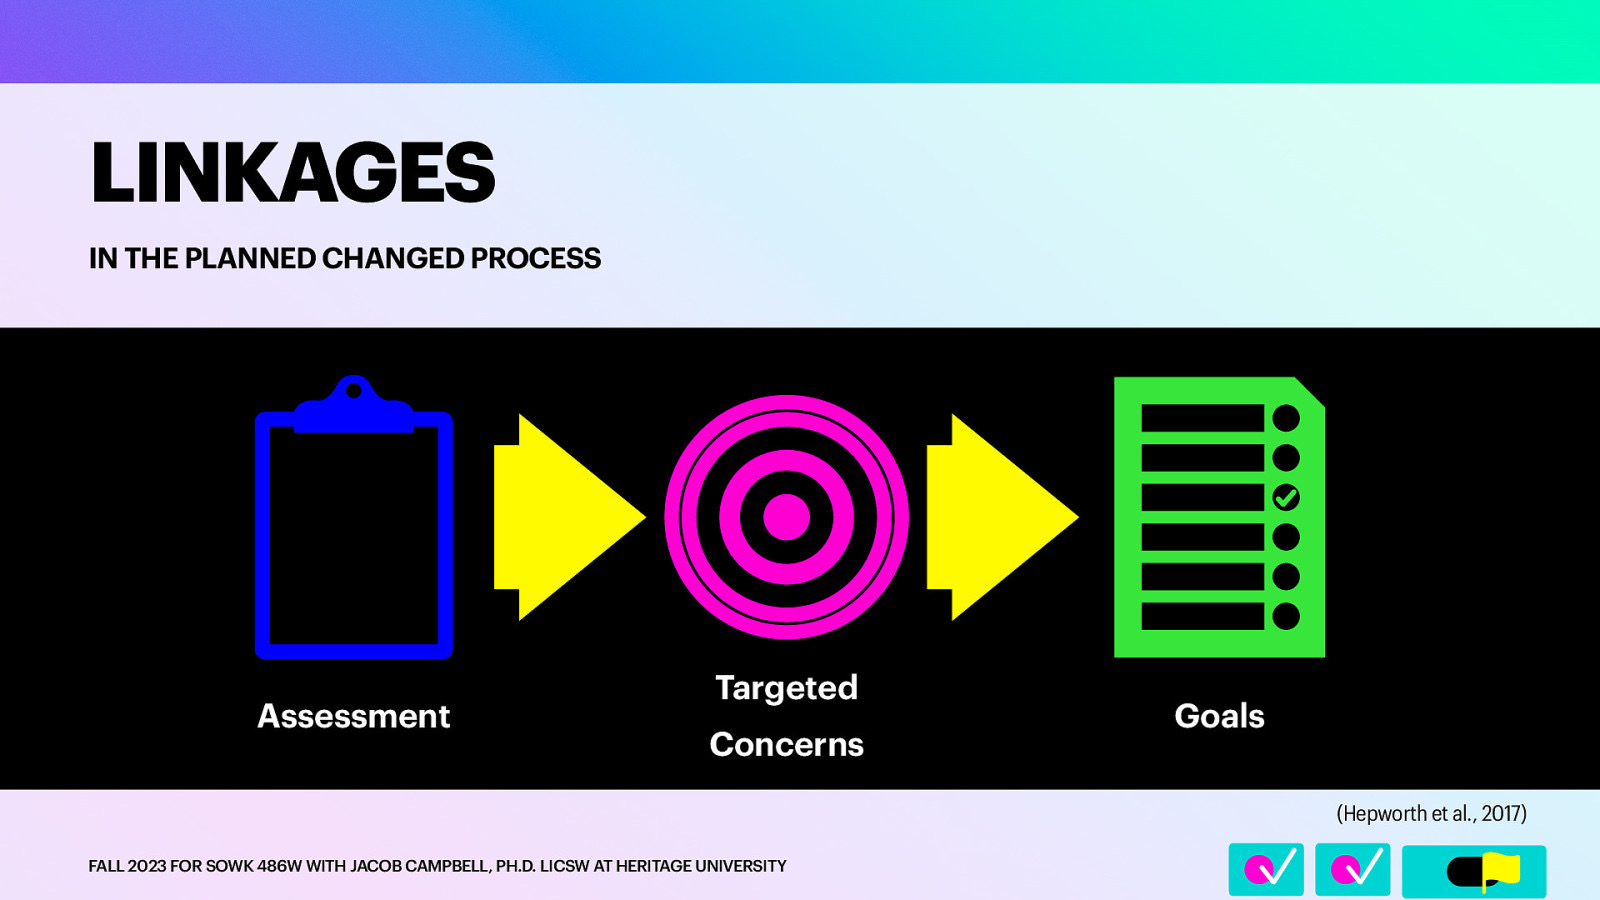 LINKAGES
IN THE PLANNED CHANGED PROCESS
Assessment
Targeted
Concerns
Goals
(Hepworth et al., 2017)
FALL 2023 FOR SOWK 486W WITH JACOB CAMPBELL, PH.D. LICSW AT HERITAGE UNIVERSITY